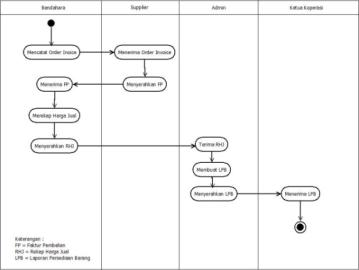 Bendahara
Supplier
Admin
Ketua Koperasi
Mencatat Order Invoice
Menerima Order Invoice
Menerima FP
Menyerahkan FP
Merekap Harga Jual
Menyerahkan RHJ
Terima RHJ
Membuat LPB
Menyerahkan LPB
Menerima LPB
Keterangan :
FP = Faktur Pembelian
RHJ = Rekap Harga Jual
LPB = Laporan Persediaan Barang